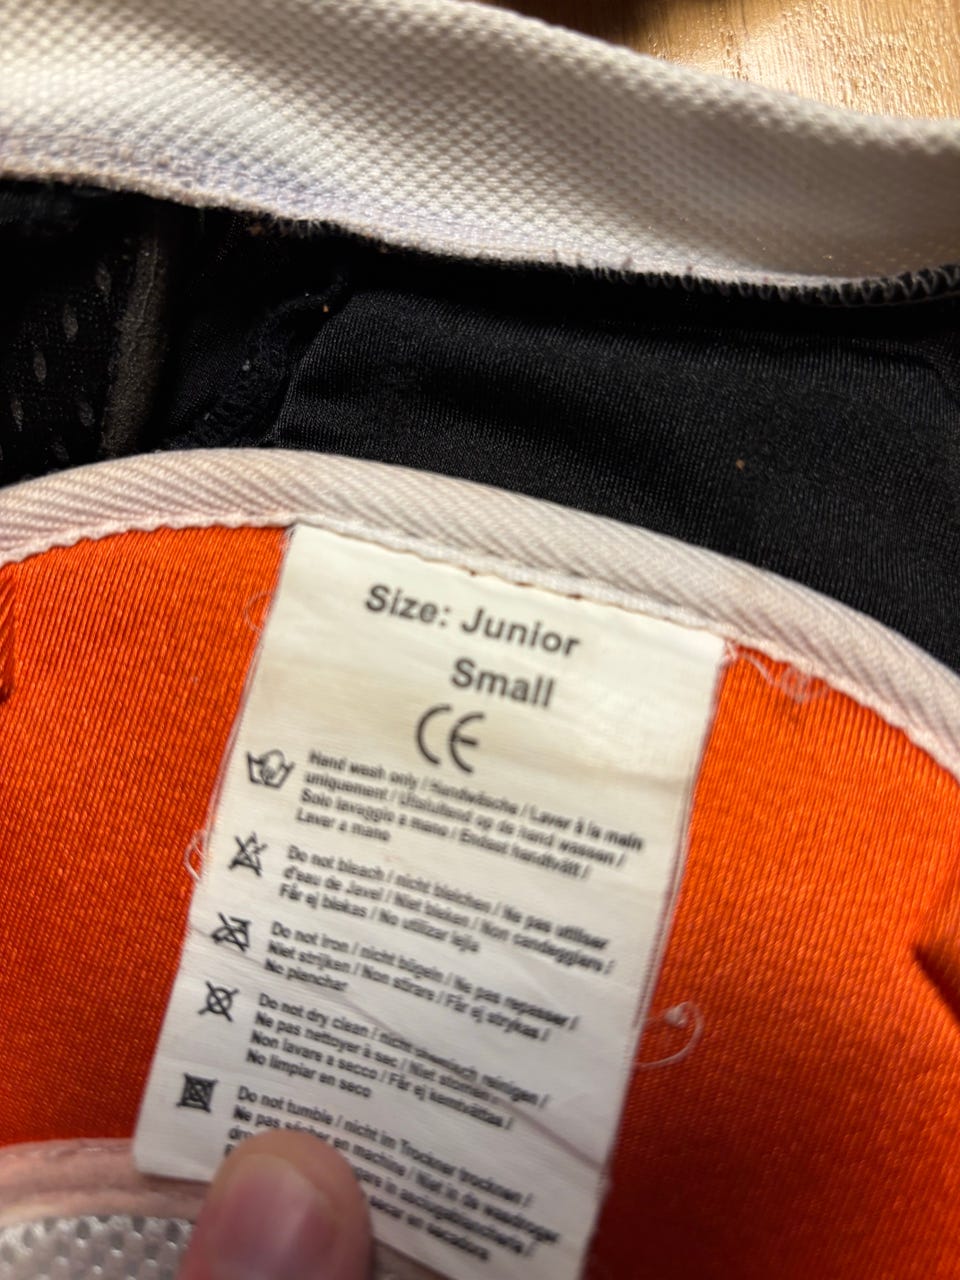 Size: Junior
Small
CE
Hand wash only / Handwäsche / Laver à la main
uniquement / Uitsluitend op de hand wassen /
Solo lavaggio a mano / Endast handtvätt /
Lavar a mano
Do not bleach / nicht bleichen / Ne pas utiliser
d'eau de Javel / Niet bleken / Non candeggiare /
Får ej blekas / No utilizar lejia
Do not iron / nicht bügeln / Ne pas repasser /
Niet strijken / Non stirare / Får ej strykas /
No planchar
Do not dry clean / nicht chemisch reinigen /
Ne pas nettoyer à sec / Niet stomen /
Non lavare a secco / Får ej kemtvättas /
No limpiar en seco
Do not tumble / nicht im Trockner trocknen /
Ne pas sécher en machine / Niet in de wasdroger
en secadora